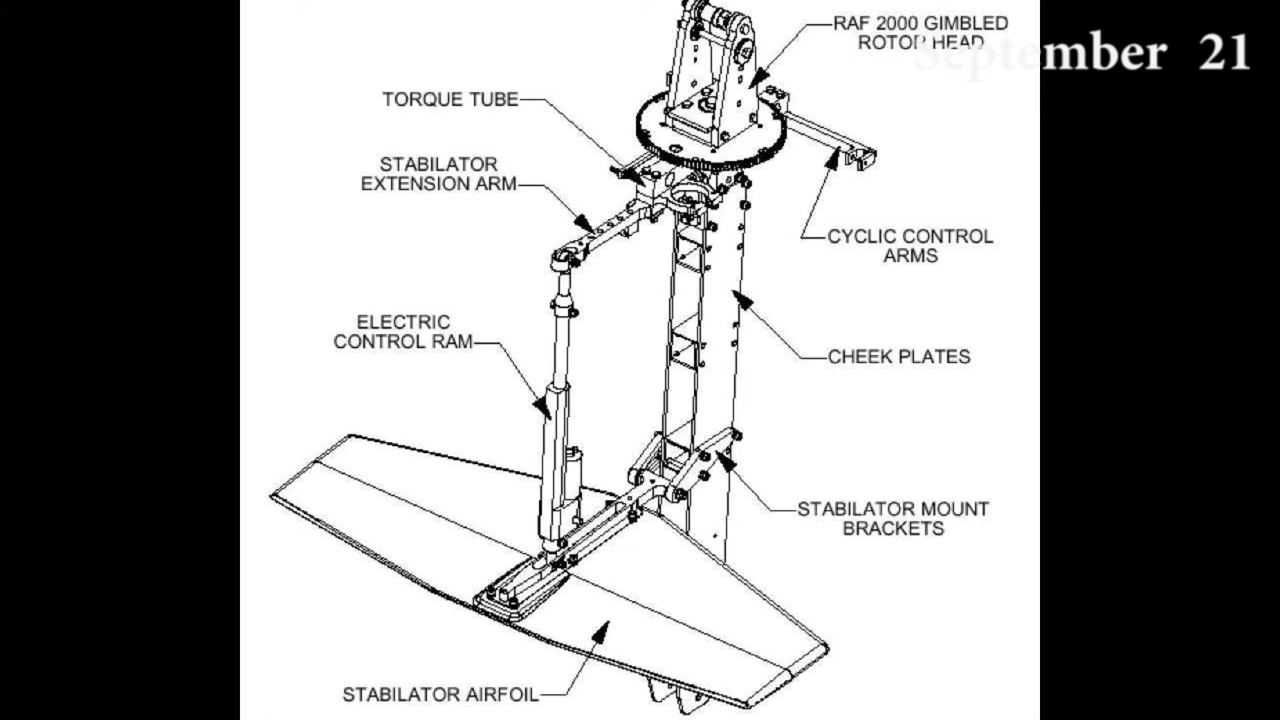 RAF 2000 GIMBLED
ROTOR HEAD
September 21
TORQUE TUBE
STABILATOR
EXTENSION ARM
CYCLIC CONTROL
ARMS
ELECTRIC
CONTROL RAM
CHEEK PLATES
STABILATOR MOUNT
BRACKETS
STABILATOR AIRFOIL